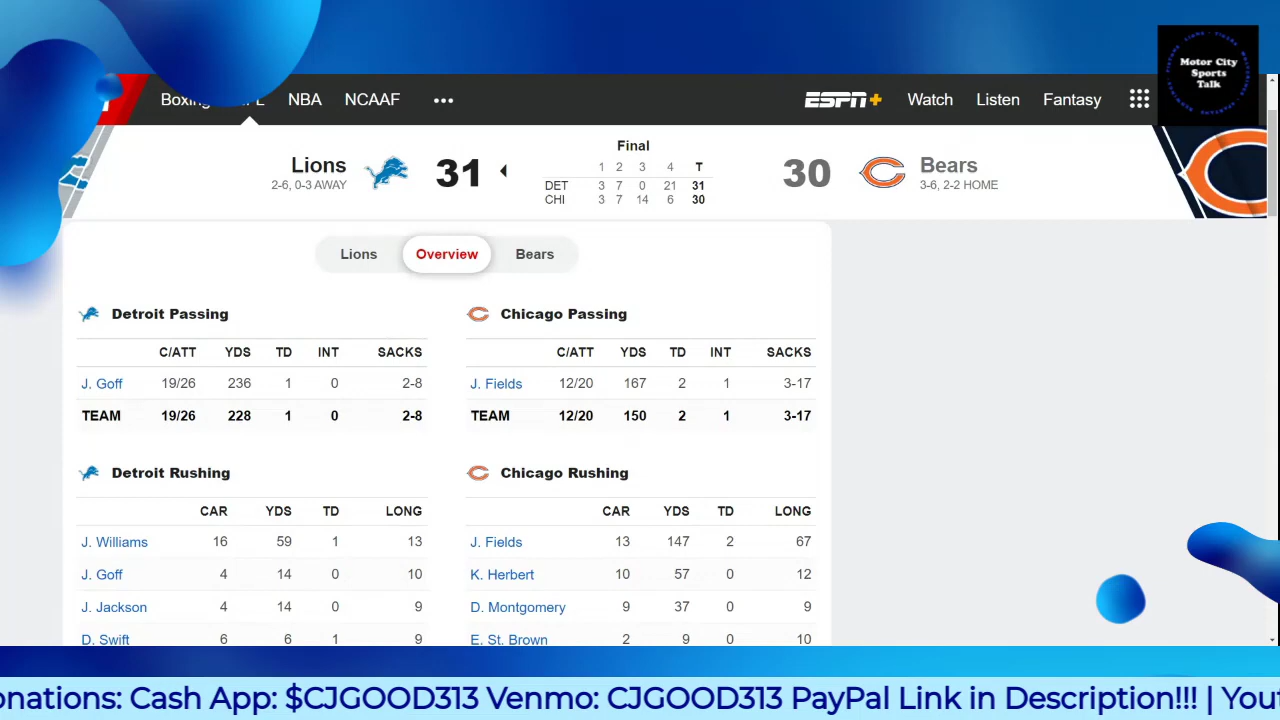 Motor City
Sports
Talk
Boxing NBA NCAAF ••• ESPN+ Watch Listen Fantasy
Final
Lions 31 30 Bears
2-6, 0-3 AWAY 3-6, 2-2 HOME
1 2 3 4 T
DET 3 7 0 21 31
CHI 3 7 14 6 30
Lions Overview Bears
Detroit Passing
C/ATT YDS TD INT SACKS
J. Goff 19/26 236 1 0 2-8
TEAM 19/26 228 1 0 2-8
Chicago Passing
C/ATT YDS TD INT SACKS
J. Fields 12/20 167 2 1 3-17
TEAM 12/20 150 2 1 3-17
Detroit Rushing
CAR YDS TD LONG
J. Williams 16 59 1 13
J. Goff 4 14 0 10
J. Jackson 4 14 0 9
D. Swift 6 6 1 9
Chicago Rushing
CAR YDS TD LONG
J. Fields 13 147 2 67
K. Herbert 10 57 0 12
D. Montgomery 9 37 0 9
E. St. Brown 2 9 0 10
onations: Cash App: $CJGOOD313 Venmo: CJGOOD313 PayPal Link in Description!!! | You